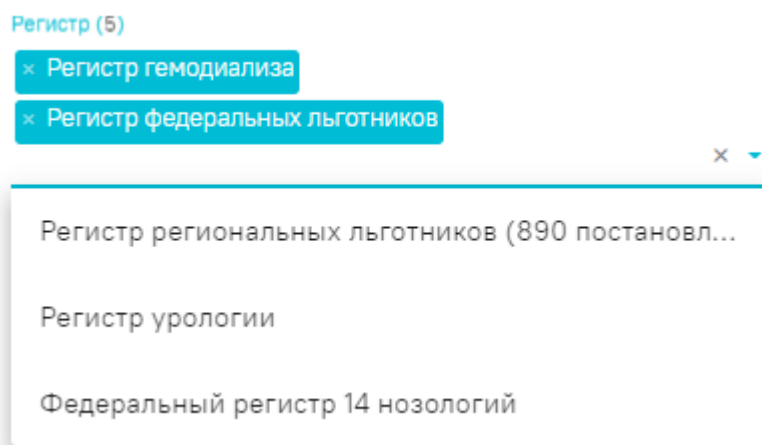 Регистр (5)
× Регистр гемодиализа
× Регистр федеральных льготников
×
Регистр региональных льготников (890 постановл...
Регистр урологии
Федеральный регистр 14 нозологий